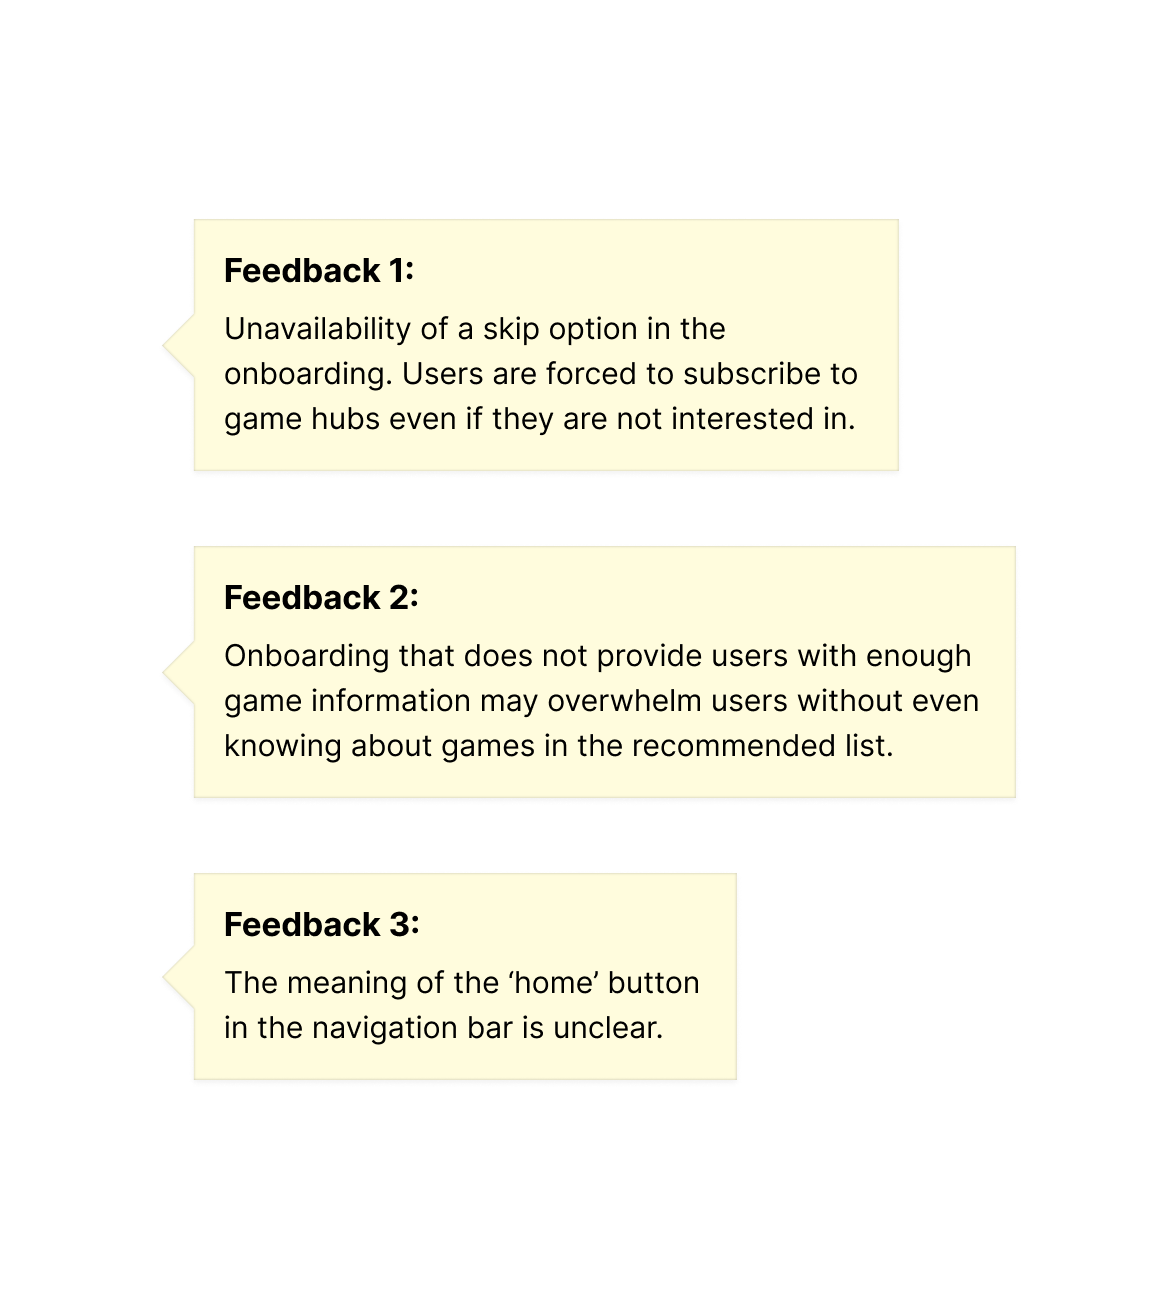 Feedback 1:
Unavailability of a skip option in the
onboarding. Users are forced to subscribe to
game hubs even if they are not interested in.
Feedback 2:
Onboarding that does not provide users with enough
game information may overwhelm users without even
knowing about games in the recommended list.
Feedback 3:
The meaning of the ‘home’ button
in the navigation bar is unclear.